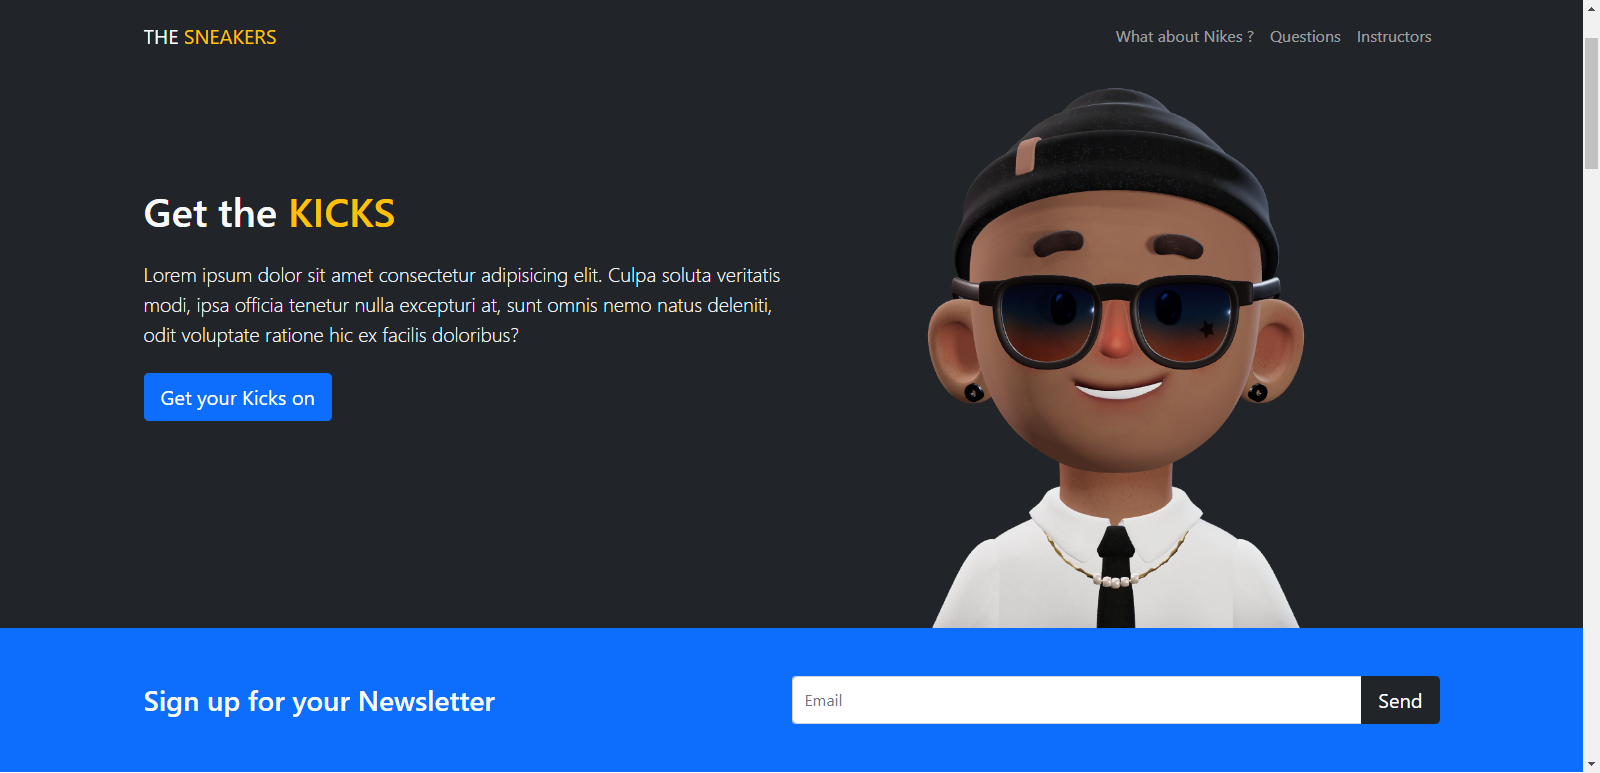 THE SNEAKERS
What about Nikes ? Questions Instructors
Get the KICKS
Lorem ipsum dolor sit amet consectetur adipisicing elit. Culpa soluta veritatis
modi, ipsa officia tenetur nulla excepturi at, sunt omnis nemo natus deleniti,
odit voluptate ratione hic ex facilis doloribus?
Get your Kicks on
Sign up for your Newsletter
Email
Send